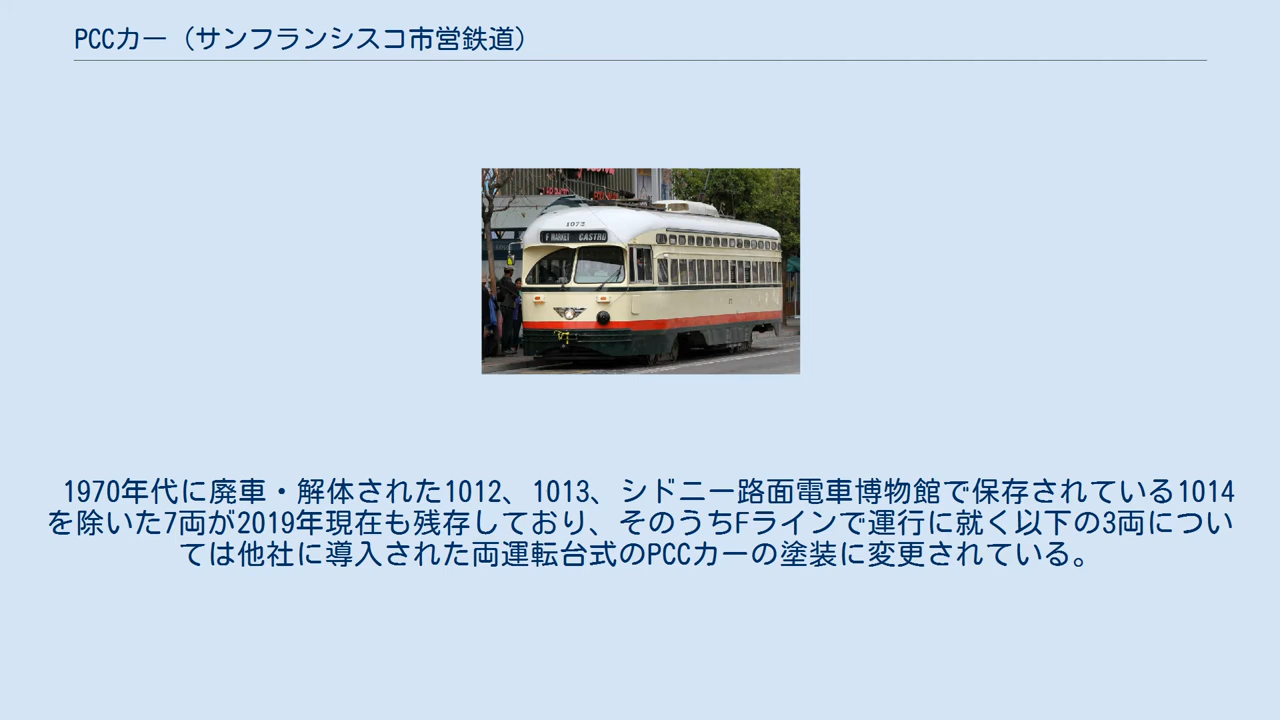 PCCカー（サンフランシスコ市営鉄道）
1072
F MARKET CASTRO
1970年代に廃車・解体された1012、1013、シドニー路面電車博物館で保存されている1014
を除いた7両が2019年現在も残存しており、そのうちFラインで運行に就く以下の3両につい
ては他社に導入された両運転台式のPCCカーの塗装に変更されている。